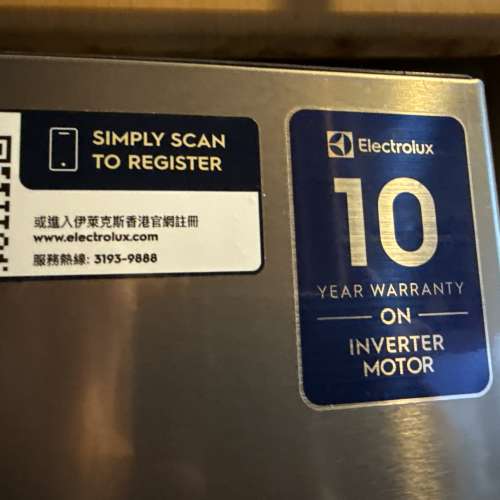 SIMPLY SCAN
TO REGISTER
或進入伊萊克斯香港官網註冊
www.electrolux.com
服務熱線: 3193-9888
Electrolux
10
YEAR WARRANTY
ON
INVERTER
MOTOR